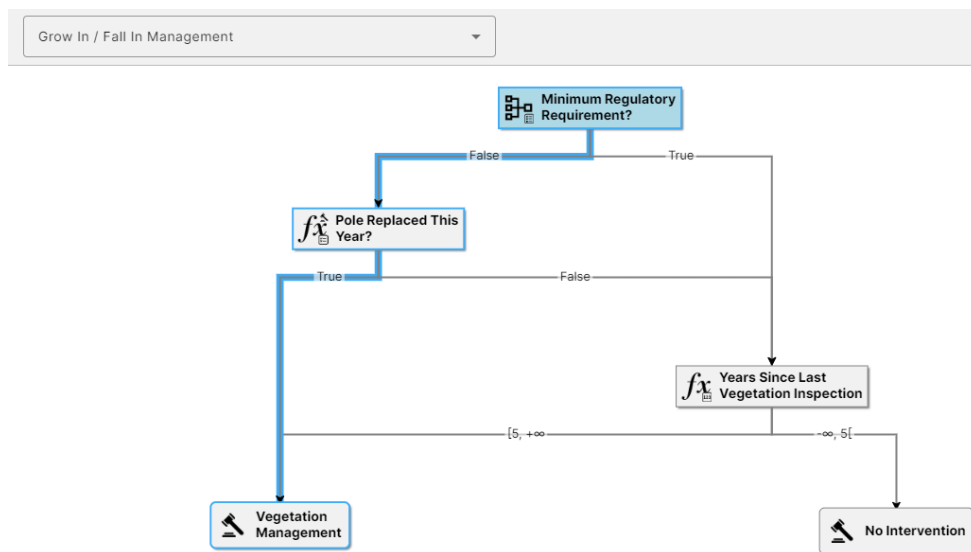 Grow In / Fall In Management
Minimum Regulatory
Requirement?
False
True
Pole Replaced This
Year?
True
False
Years Since Last
Vegetation Inspection
[5, +∞
-∞, 5[
Vegetation
Management
No Intervention